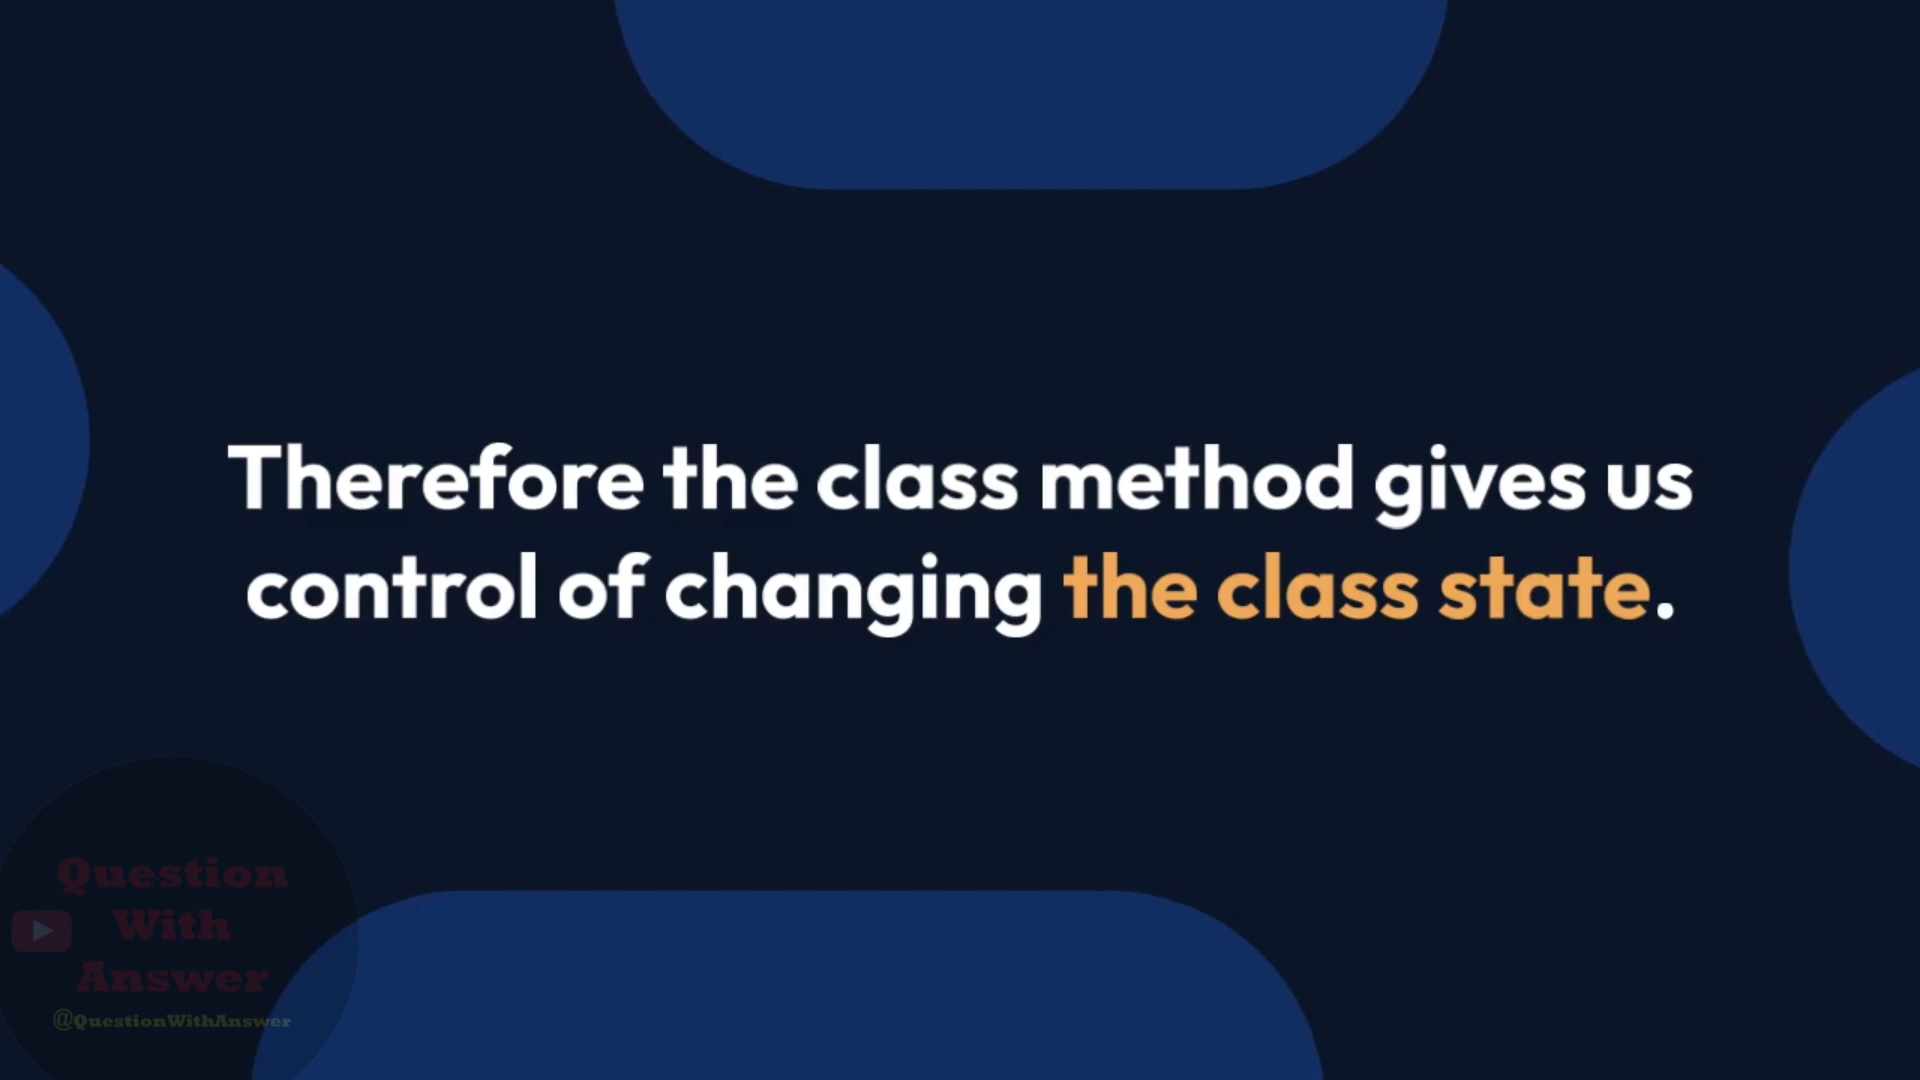 Therefore the class method gives us
control of changing the class state.
Question
With
Answer
@QuestionWithAnswer